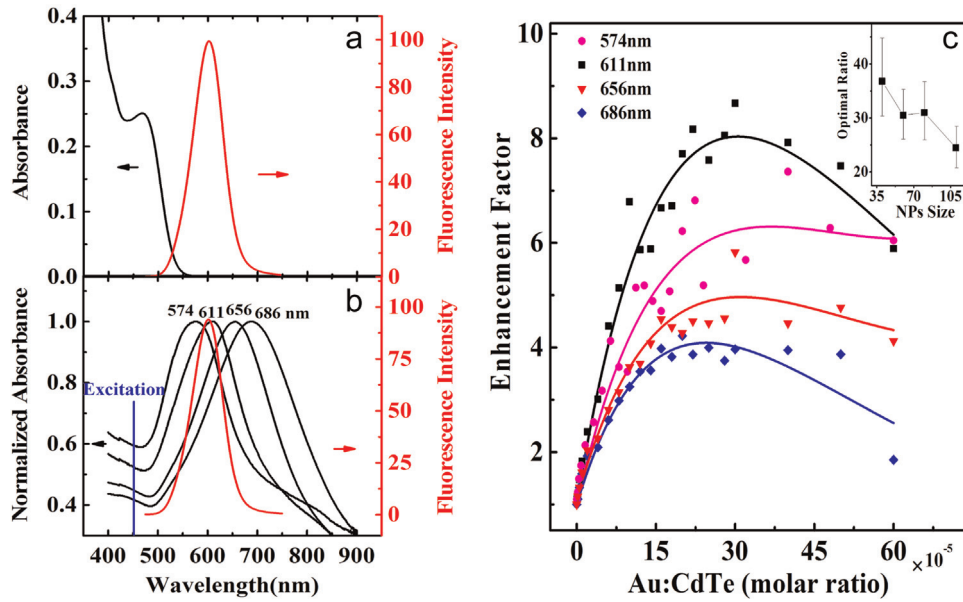 a
Absorbance
0.4
0.3
0.2
0.1
0.0
100
80
60
40
20
0
Fluorescence Intensity
b
574 611 656 686 nm
Excitation
Normalized Absorbance
1.0
0.8
0.6
0.4
100
75
50
25
0
Fluorescence Intensity
400 500 600 700 800 900
Wavelength(nm)
c
574nm
611nm
656nm
686nm
Enhancement Factor
10
8
6
4
2
0 15 30 45 60 ×10-5
Au:CdTe (molar ratio)
Optimal Ratio
40
30
20
35 70 105
NPs Size